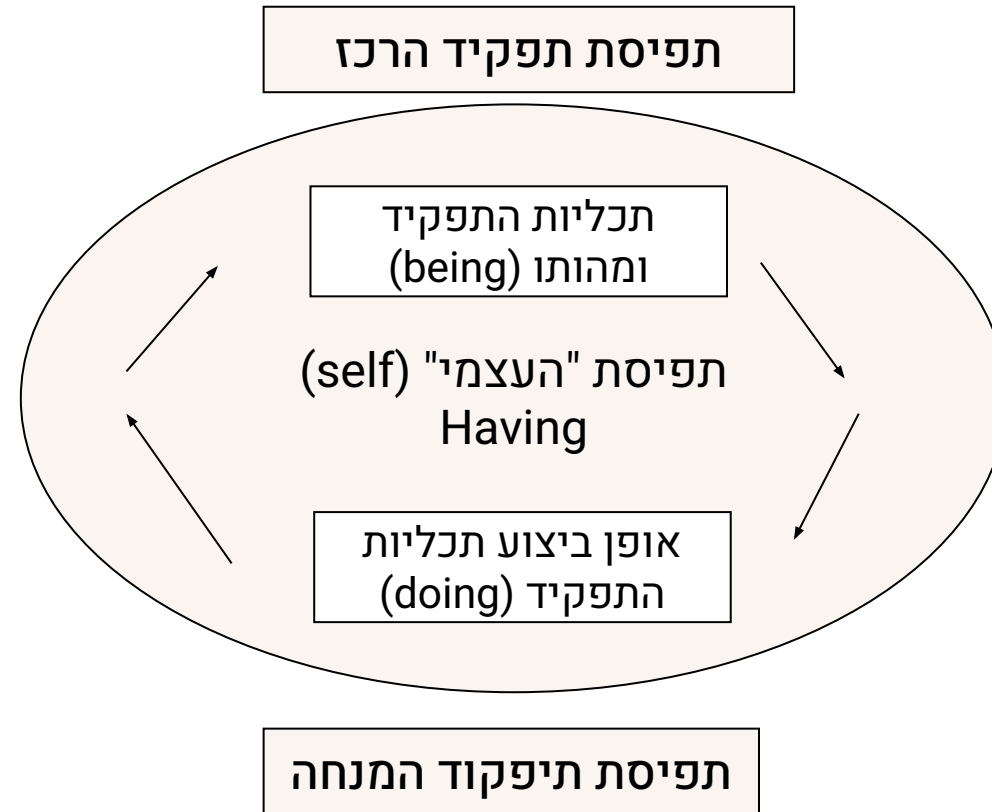 תפיסת תפקיד הרכז
תכליות התפקיד
ומהותו (being)
תפיסת "העצמי" (self)
Having
אופן ביצוע תכליות
התפקיד (doing)
תפיסת תיפקוד המנחה